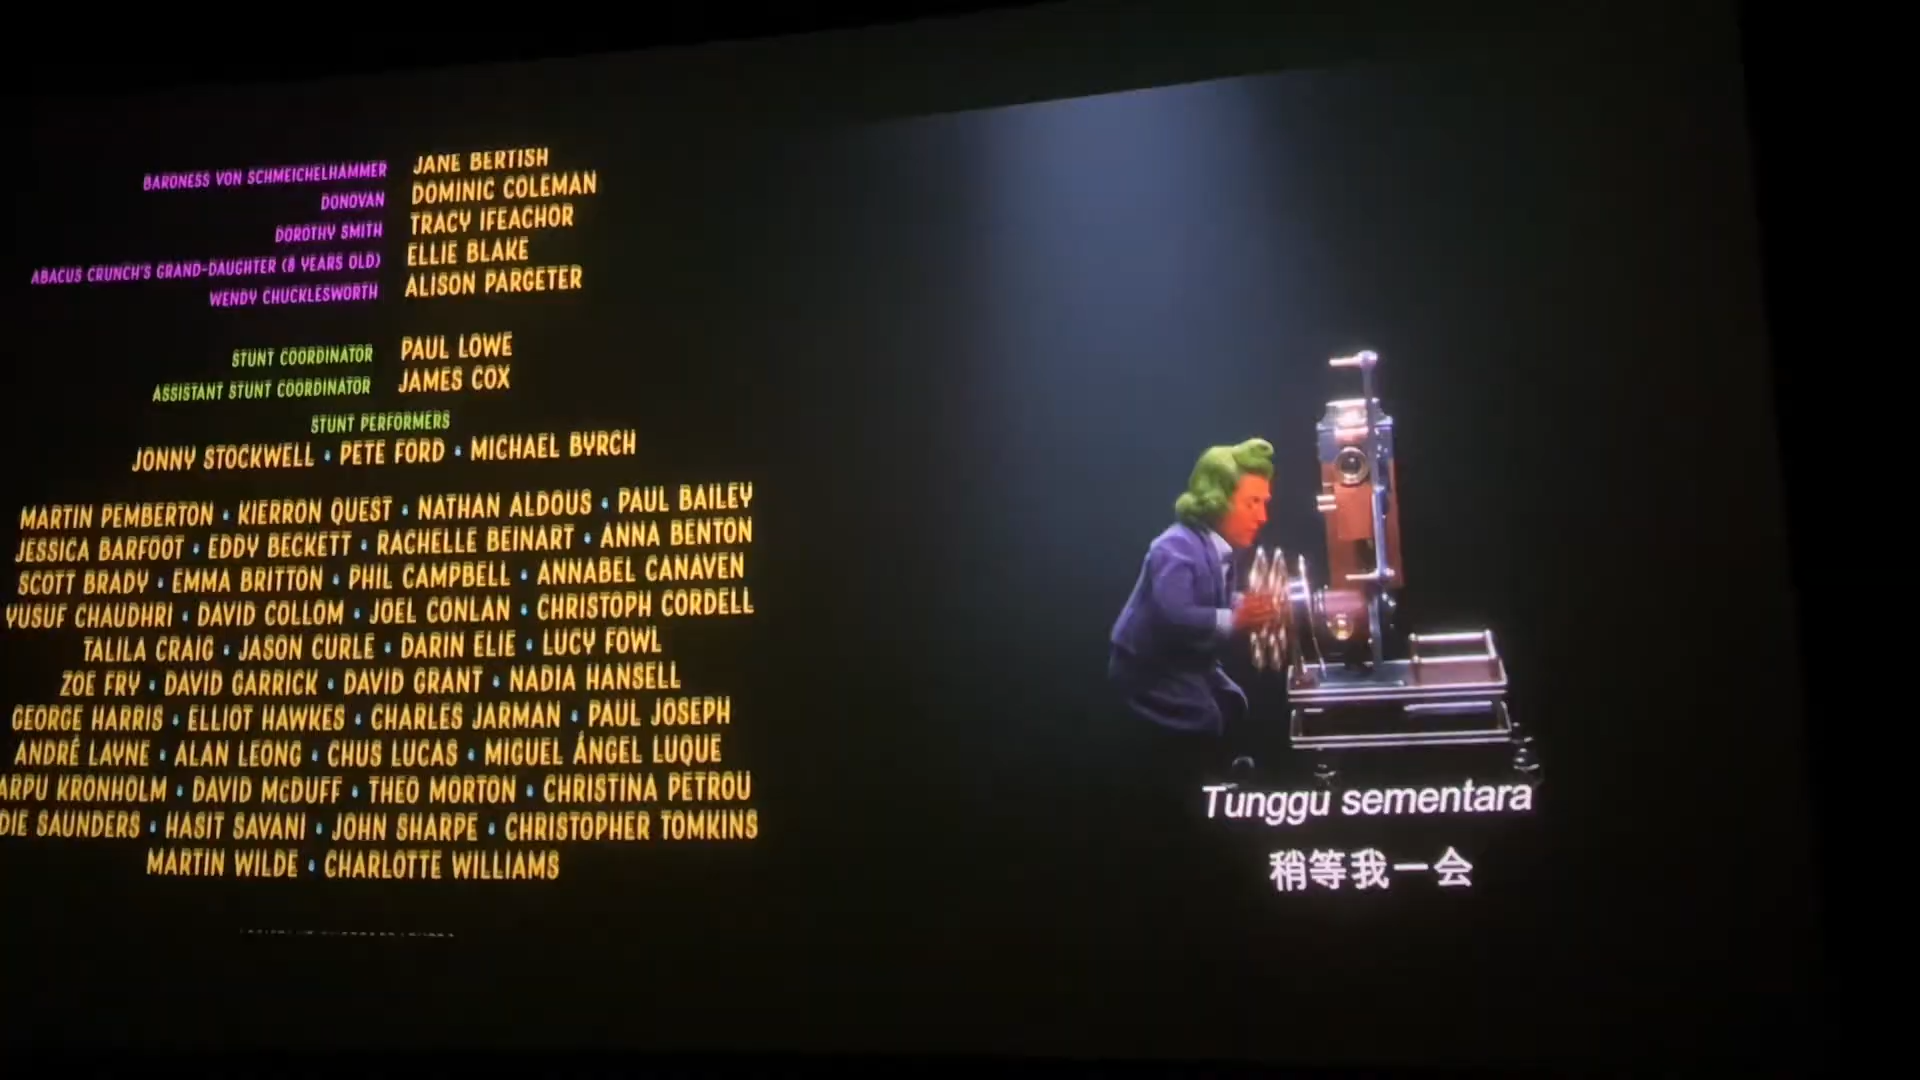 BARONESS VON SCHMEICHELHAMMER JANE BERTISH
DONOVAN DOMINIC COLEMAN
DOROTHY SMITH TRACY IFEACHOR
ABACUS CRUNCH'S GRAND-DAUGHTER (8 YEARS OLD) ELLIE BLAKE
WENDY CHUCKLESWORTH ALISON PARGETER
STUNT COORDINATOR PAUL LOWE
ASSISTANT STUNT COORDINATOR JAMES COX
STUNT PERFORMERS
JONNY STOCKWELL • PETE FORD • MICHAEL BYRCH
MARTIN PEMBERTON • KIERRON QUEST • NATHAN ALDOUS • PAUL BAILEY
JESSICA BARFOOT • EDDY BECKETT • RACHELLE BEINART • ANNA BENTON
SCOTT BRADY • EMMA BRITTON • PHIL CAMPBELL • ANNABEL CANAVEN
YUSUF CHAUDHRI • DAVID COLLOM • JOEL CONLAN • CHRISTOPH CORDELL
TALILA CRAIG • JASON CURLE • DARIN ELIE • LUCY FOWL
ZOE FRY • DAVID GARRICK • DAVID GRANT • NADIA HANSELL
GEORGE HARRIS • ELLIOT HAWKES • CHARLES JARMAN • PAUL JOSEPH
ANDRÉ LAYNE • ALAN LEONG • CHUS LUCAS • MIGUEL ÁNGEL LUQUE
ARPU KRONHOLM • DAVID McDUFF • THEO MORTON • CHRISTINA PETROU
DIE SAUNDERS • HASIT SAVANI • JOHN SHARPE • CHRISTOPHER TOMKINS
MARTIN WILDE • CHARLOTTE WILLIAMS
Tunggu sementara
稍等我一会